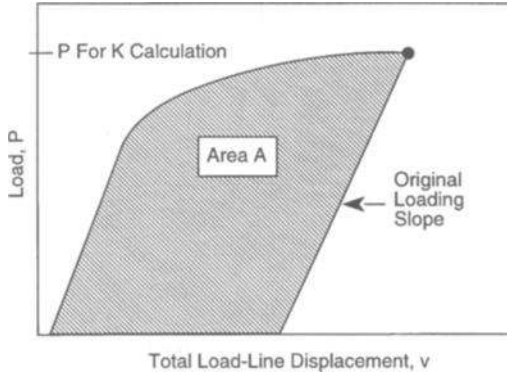 P For K Calculation
Area A
Original
Loading
Slope
Load, P
Total Load-Line Displacement, v